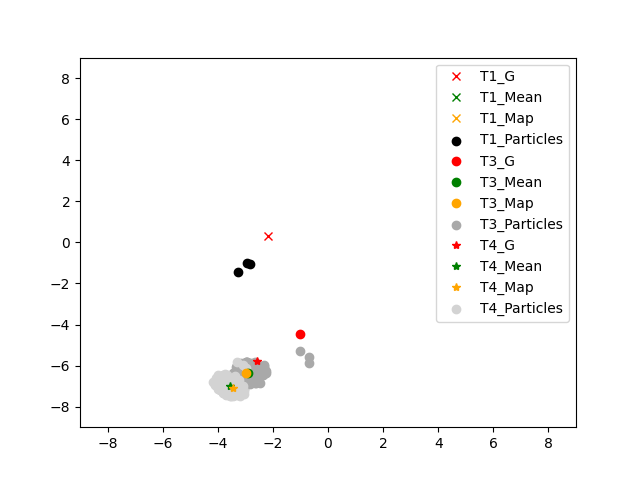 8
6
4
2
0
−2
−4
−6
−8
−8 −6 −4 −2 0 2 4 6 8
T1_G
T1_Mean
T1_Map
T1_Particles
T3_G
T3_Mean
T3_Map
T3_Particles
T4_G
T4_Mean
T4_Map
T4_Particles